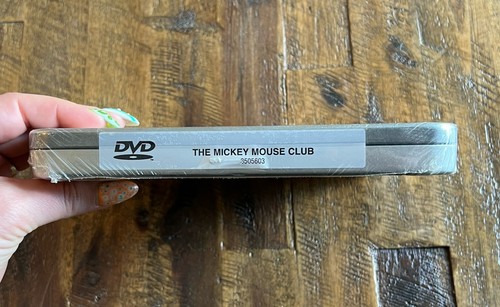 DVD
THE MICKEY MOUSE CLUB
3505603